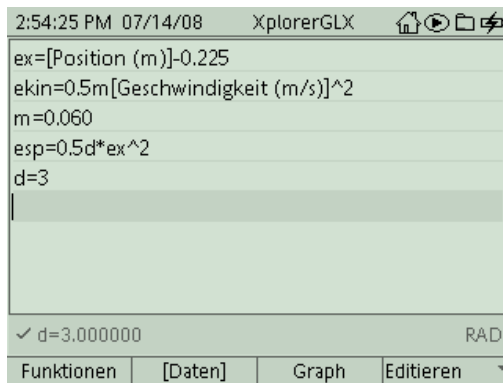 2:54:25 PM 07/14/08 XplorerGLX
ex=[Position (m)]-0.225
ekin=0.5m[Geschwindigkeit (m/s)]^2
m=0.060
esp=0.5d*ex^2
d=3
✓ d=3.000000 RAD
Funktionen [Daten] Graph Editieren